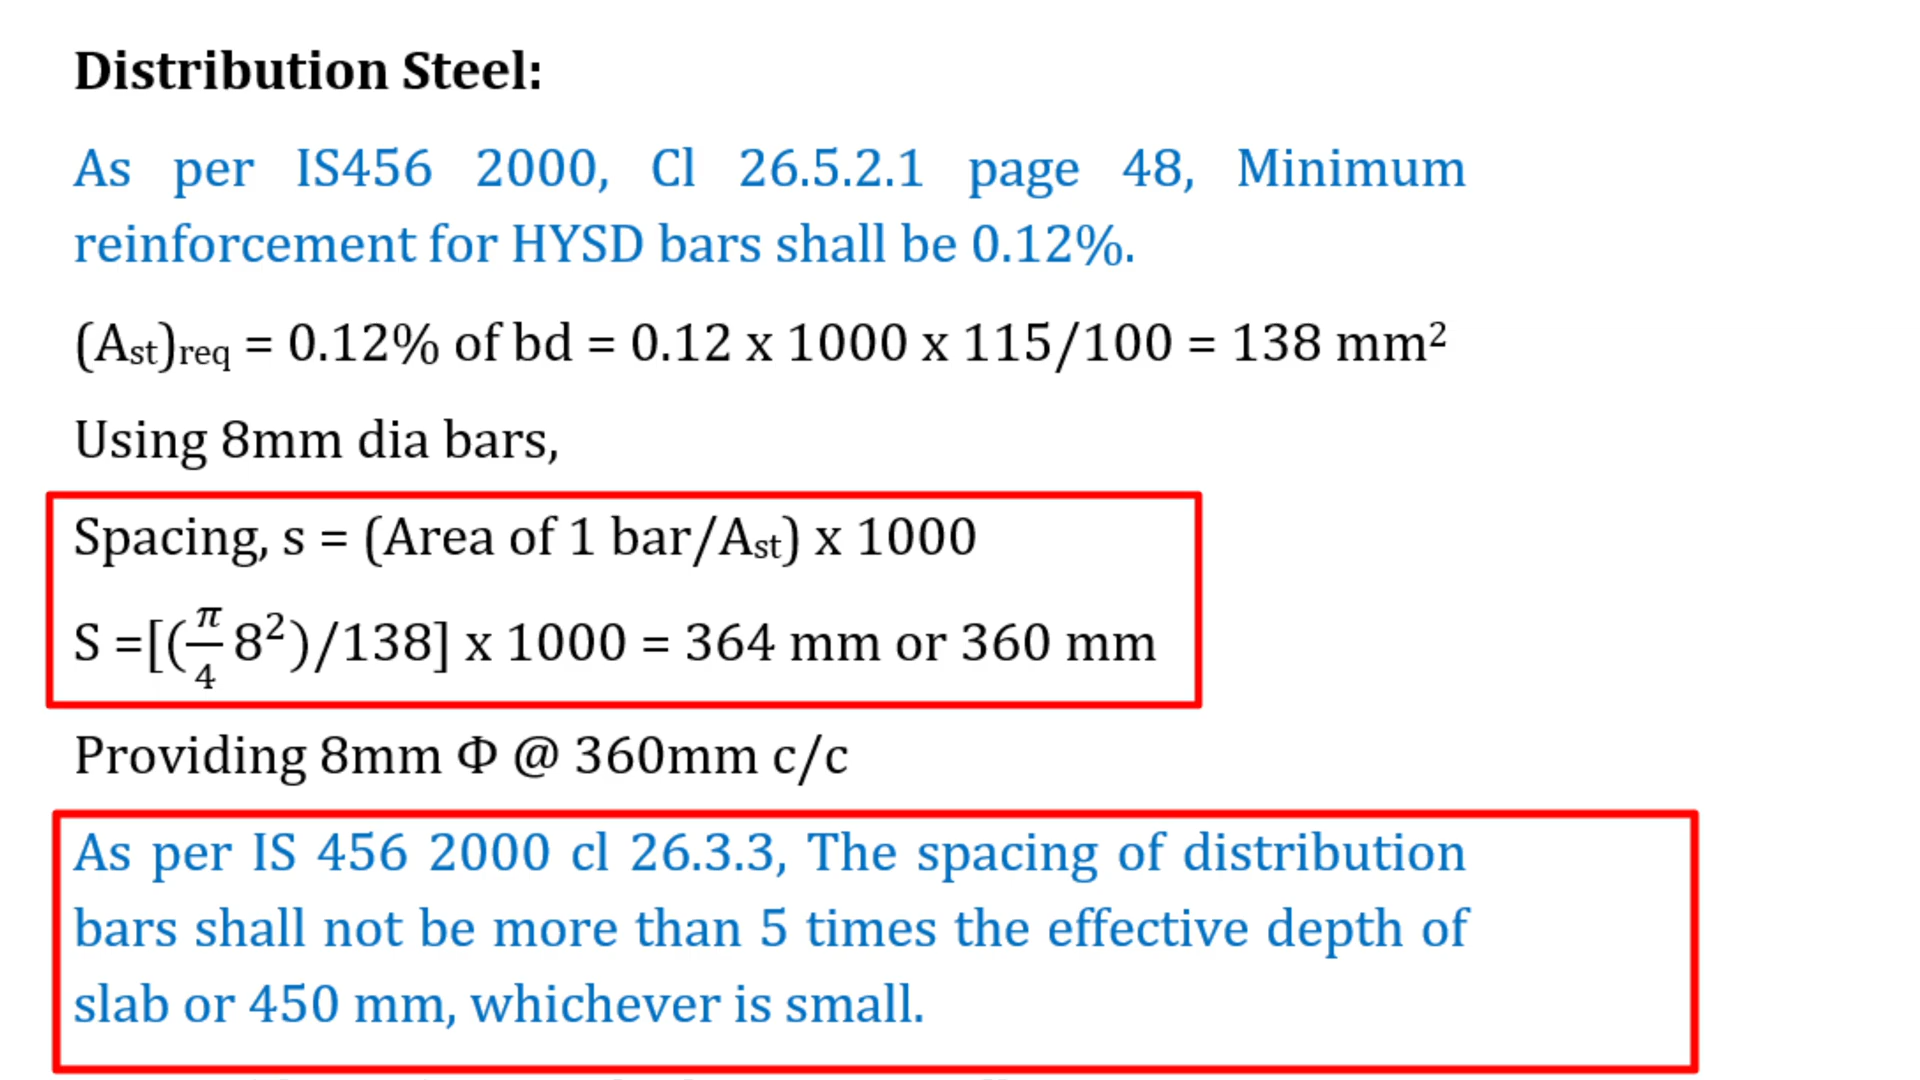 Distribution Steel:
As per IS456 2000, Cl 26.5.2.1 page 48, Minimum
reinforcement for HYSD bars shall be 0.12%.
(Ast)req = 0.12% of bd = 0.12 x 1000 x 115/100 = 138 mm²
Using 8mm dia bars,
Spacing, s = (Area of 1 bar/Ast) x 1000
S =[(π/4 8²)/138] x 1000 = 364 mm or 360 mm
Providing 8mm Φ @ 360mm c/c
As per IS 456 2000 cl 26.3.3, The spacing of distribution
bars shall not be more than 5 times the effective depth of
slab or 450 mm, whichever is small.